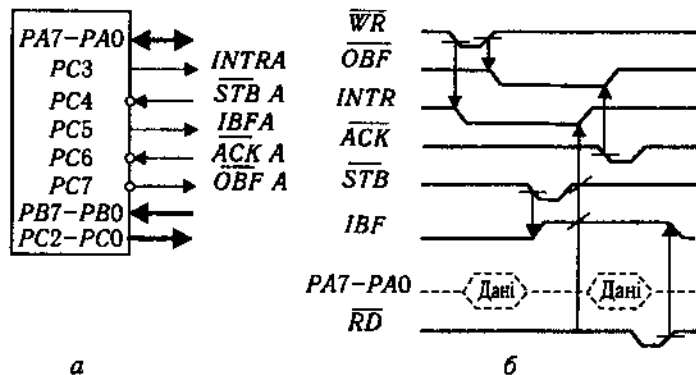 PA7-PA0
PC3 INTRA
PC4 STB A
PC5 IBFA
PC6 ACK A
PC7 OBF A
PB7-PB0
PC2-PC0
а
WR
OBF
INTR
ACK
STB
IBF
PA7-PA0 Дані Дані
RD
б